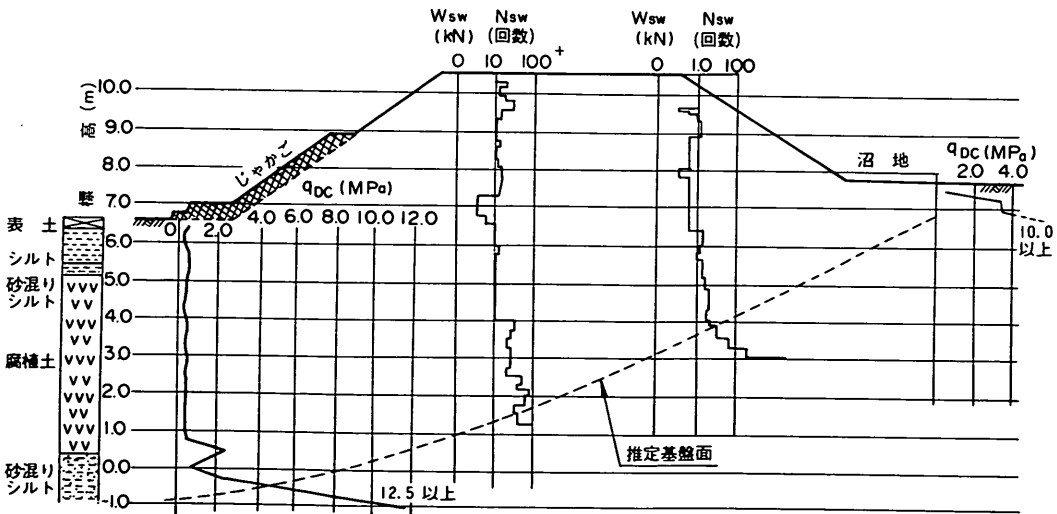 Wsw Nsw
(kN) (回数)
0 10 100 +
Wsw Nsw
(kN) (回数)
0 1.0 100
標 高 (m)
10.0
9.0
8.0
7.0
6.0
5.0
4.0
3.0
2.0
1.0
0.0
-1.0
じゃかご
qDC (MPa)
0 2.0 4.0 6.0 8.0 10.0 12.0
沼 地
qDC (MPa)
2.0 4.0
10.0
以上
表 土
シルト
砂混り
シルト
腐植土
砂混り
シルト
推定基盤面
12.5 以上